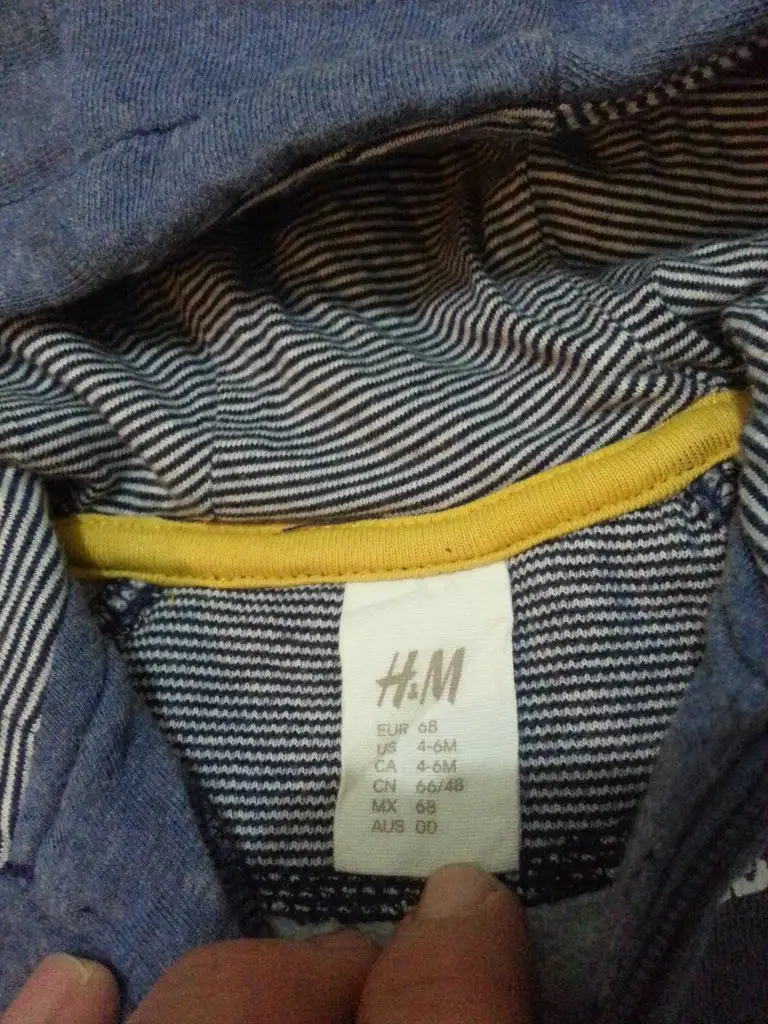 H&M
EUR 68
US 4-6M
CA 4-6M
CN 66/48
MX 68
AUS 00